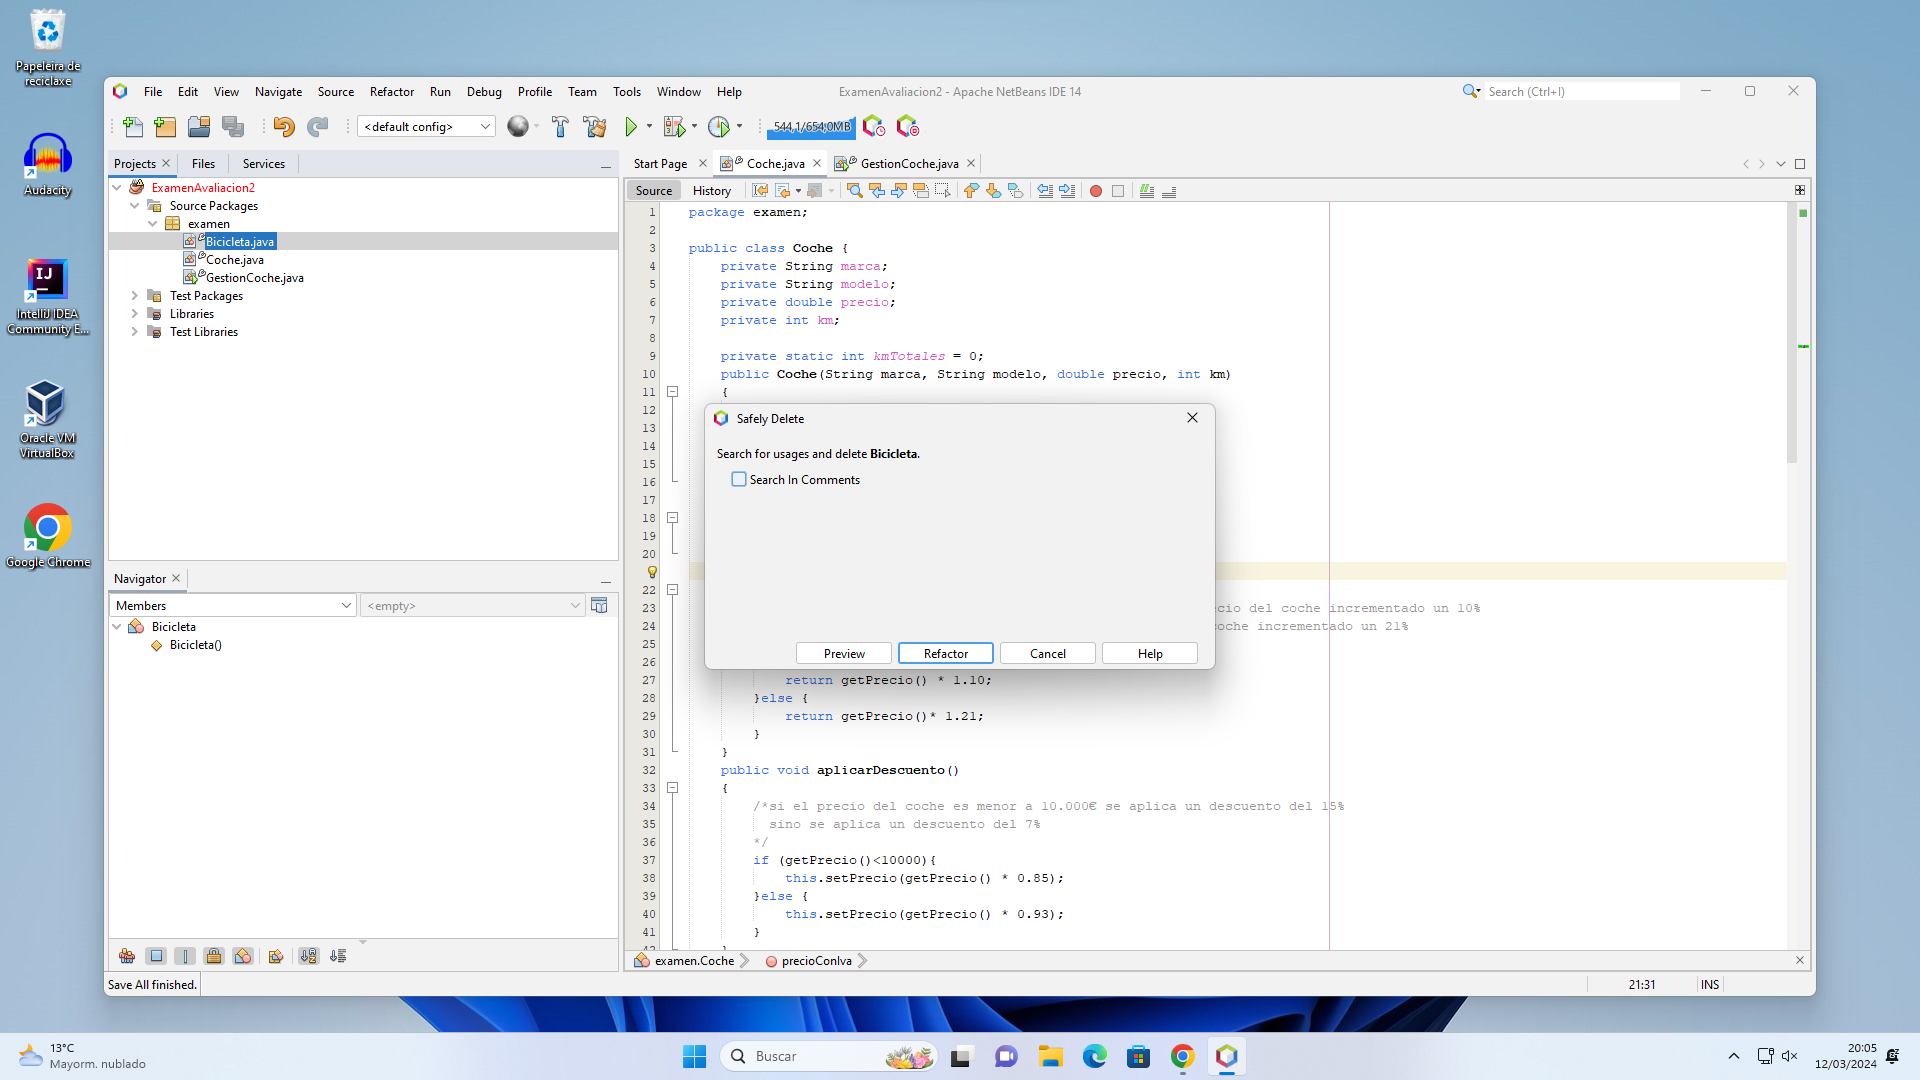 Papeleira de
reciclaxe
Audacity
IntelliJ IDEA
Community E...
Oracle VM
VirtualBox
Google Chrome
File Edit View Navigate Source Refactor Run Debug Profile Team Tools Window Help
ExamenAvaliacion2 - Apache NetBeans IDE 14
Search (Ctrl+I)
<default config>
544,1/654,0MB
Projects Files Services
ExamenAvaliacion2
Source Packages
examen
Bicicleta.java
Coche.java
GestionCoche.java
Test Packages
Libraries
Test Libraries
Navigator
Members
<empty>
Bicicleta
Bicicleta()
Start Page Coche.java GestionCoche.java
Source History
1 package examen;
2
3 public class Coche {
4 private String marca;
5 private String modelo;
6 private double precio;
7 private int km;
8
9 private static int kmTotales = 0;
10 public Coche(String marca, String modelo, double precio, int km)
11 {
12
13
14
15
16
17
18
19
20
22
23 cio del coche incrementado un 10%
24 coche incrementado un 21%
25
26
27 return getPrecio() * 1.10;
28 }else {
29 return getPrecio()* 1.21;
30 }
31 }
32 public void aplicarDescuento()
33 {
34 /*si el precio del coche es menor a 10.000€ se aplica un descuento del 15%
35 sino se aplica un descuento del 7%
36 */
37 if (getPrecio()<10000){
38 this.setPrecio(getPrecio() * 0.85);
39 }else {
40 this.setPrecio(getPrecio() * 0.93);
41 }
Safely Delete
Search for usages and delete Bicicleta.
Search In Comments
Preview Refactor Cancel Help
examen.Coche precioConIva
Save All finished.
21:31 INS
13°C
Mayorm. nublado
Buscar
20:05
12/03/2024